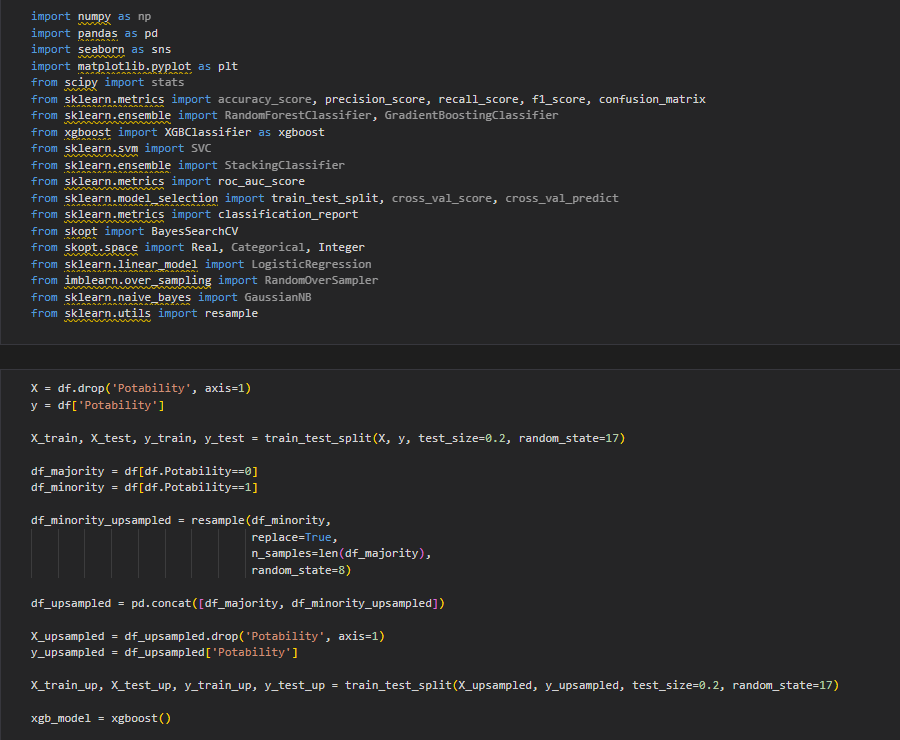 import numpy as np
import pandas as pd
import seaborn as sns
import matplotlib.pyplot as plt
from scipy import stats
from sklearn.metrics import accuracy_score, precision_score, recall_score, f1_score, confusion_matrix
from sklearn.ensemble import RandomForestClassifier, GradientBoostingClassifier
from xgboost import XGBClassifier as xgboost
from sklearn.svm import SVC
from sklearn.ensemble import StackingClassifier
from sklearn.metrics import roc_auc_score
from sklearn.model_selection import train_test_split, cross_val_score, cross_val_predict
from sklearn.metrics import classification_report
from skopt import BayesSearchCV
from skopt.space import Real, Categorical, Integer
from sklearn.linear_model import LogisticRegression
from imblearn.over_sampling import RandomOverSampler
from sklearn.naive_bayes import GaussianNB
from sklearn.utils import resample
X = df.drop('Potability', axis=1)
y = df['Potability']
X_train, X_test, y_train, y_test = train_test_split(X, y, test_size=0.2, random_state=17)
df_majority = df[df.Potability==0]
df_minority = df[df.Potability==1]
df_minority_upsampled = resample(df_minority,
replace=True,
n_samples=len(df_majority),
random_state=8)
df_upsampled = pd.concat([df_majority, df_minority_upsampled])
X_upsampled = df_upsampled.drop('Potability', axis=1)
y_upsampled = df_upsampled['Potability']
X_train_up, X_test_up, y_train_up, y_test_up = train_test_split(X_upsampled, y_upsampled, test_size=0.2, random_state=17)
xgb_model = xgboost()